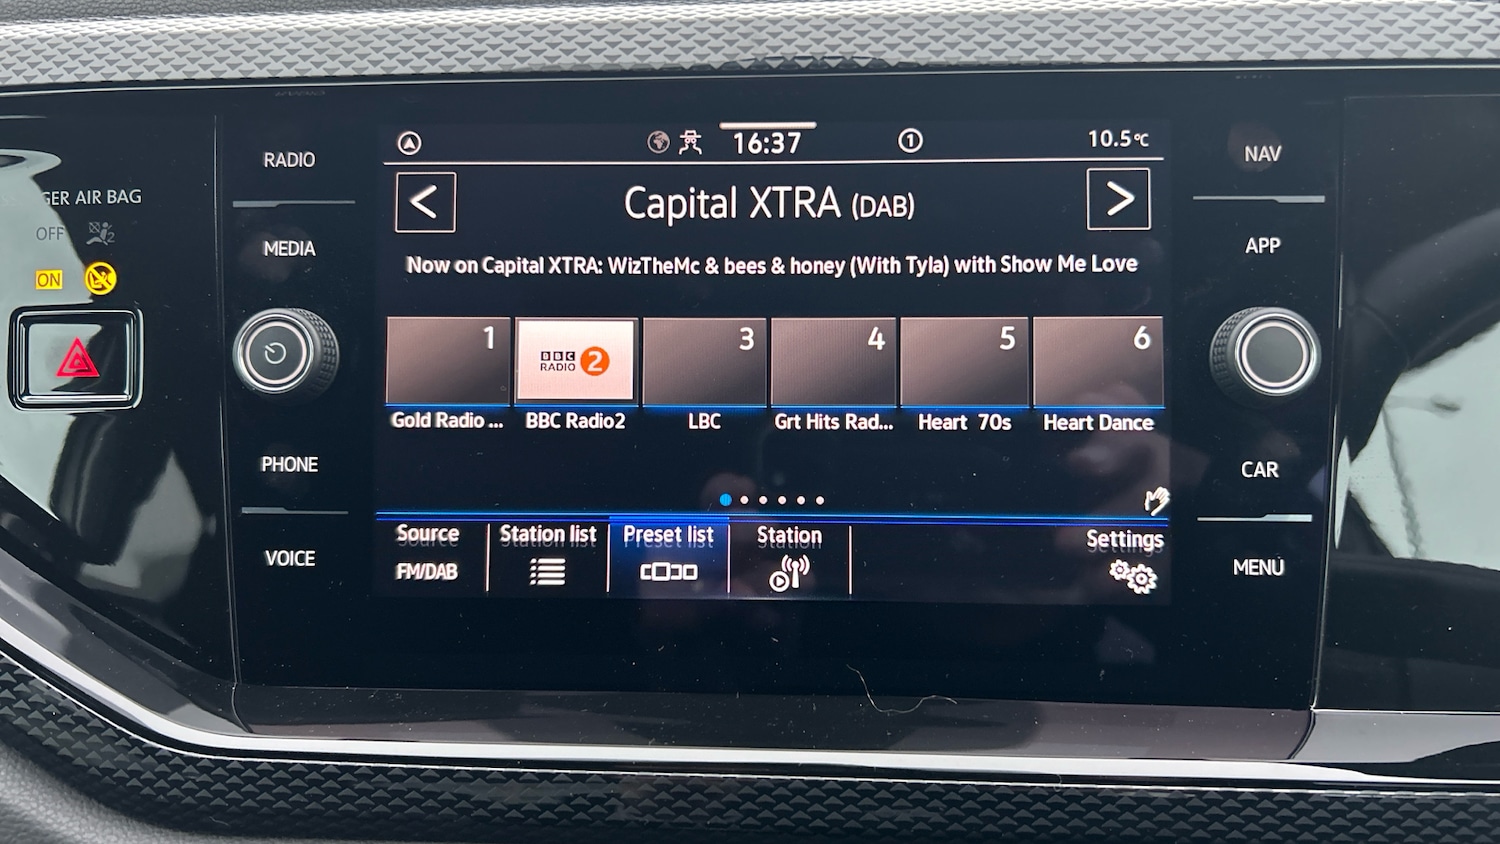 RADIO
MEDIA
PHONE
VOICE
GER AIR BAG
OFF
2
ON
16:37
1
10.5°C
<
Capital XTRA (DAB)
>
Now on Capital XTRA: WizTheMc & bees & honey (With Tyla) with Show Me Love
1
BBC RADIO 2
3
4
5
6
Gold Radio ...
BBC Radio2
LBC
Grt Hits Rad...
Heart 70s
Heart Dance
Source
FM/DAB
Station list
Preset list
Station
Settings
NAV
APP
CAR
MENU